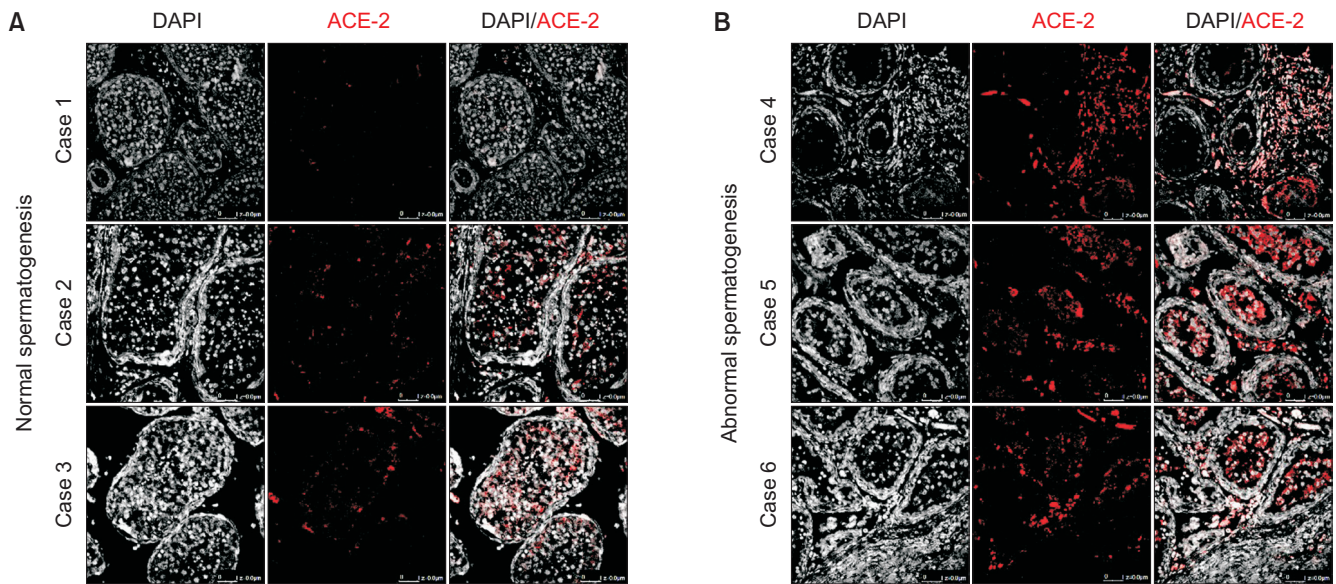 A
DAPI
ACE-2
DAPI/ACE-2
Normal spermatogenesis
Case 1
Case 2
Case 3
B
DAPI
ACE-2
DAPI/ACE-2
Abnormal spermatogenesis
Case 4
Case 5
Case 6